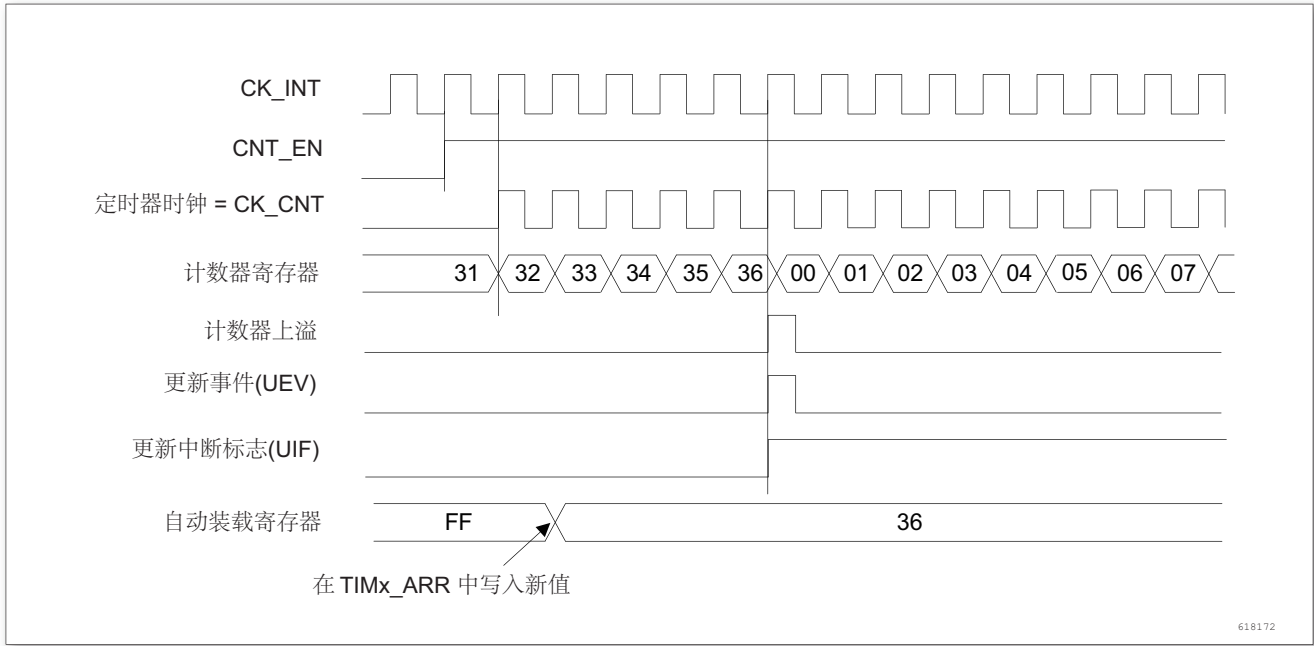 CK_INT
CNT_EN
定时器时钟 = CK_CNT
计数器寄存器 31 32 33 34 35 36 00 01 02 03 04 05 06 07
计数器上溢
更新事件(UEV)
更新中断标志(UIF)
自动装载寄存器 FF 36
在 TIMx_ARR 中写入新值
618172